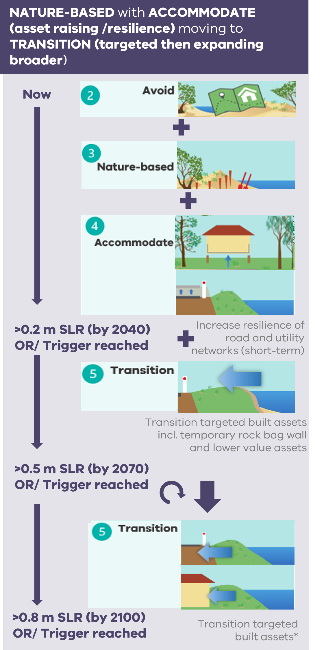 NATURE-BASED with ACCOMMODATE
(asset raising /resilience) moving to
TRANSITION (targeted then expanding
broader)
Now
2
Avoid
3
Nature-based
4
Accommodate
>0.2 m SLR (by 2040)
OR/ Trigger reached
Increase resilience of
road and utility
networks (short-term)
5
Transition
Transition targeted built assets
incl. temporary rock bag wall
and lower value assets
>0.5 m SLR (by 2070)
OR/ Trigger reached
5
Transition
>0.8 m SLR (by 2100)
OR/ Trigger reached
Transition targeted
built assets*